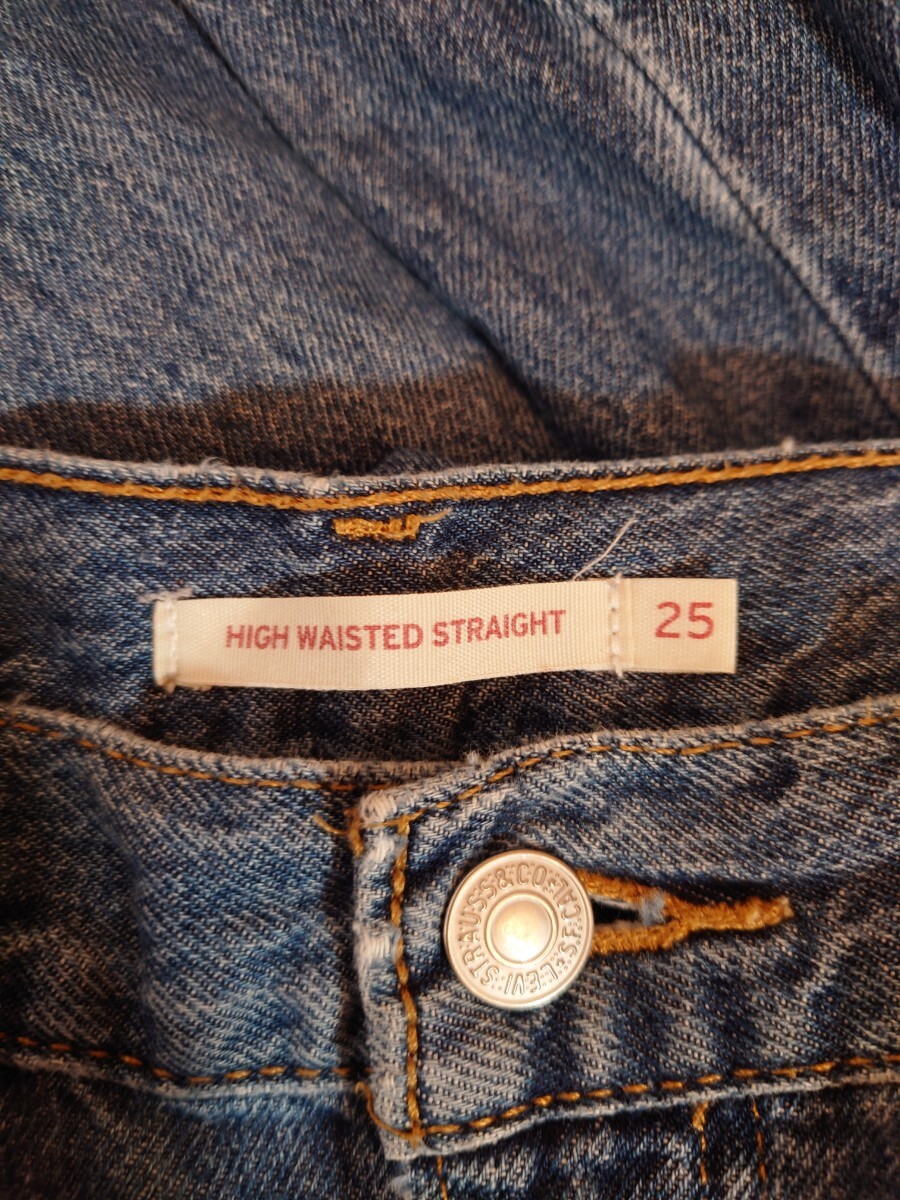 HIGH WAISTED STRAIGHT 25
LEVI STRAUSS & CO. S.F. CAL.